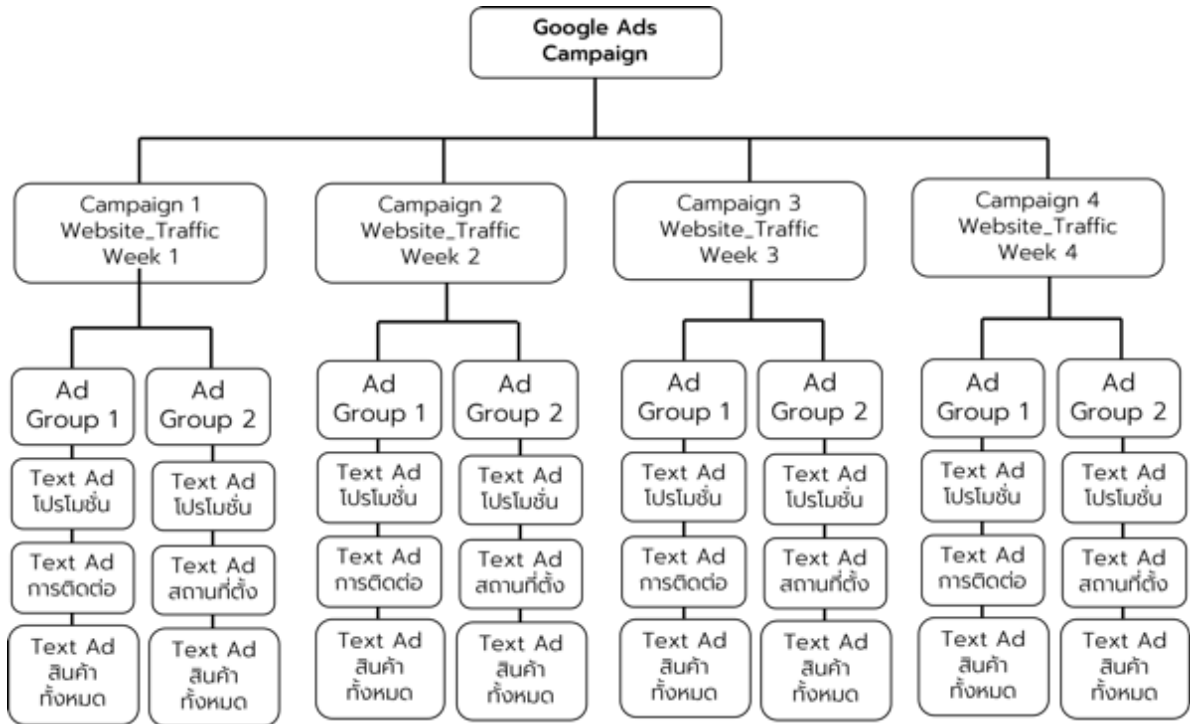 Google Ads
Campaign
Campaign 1
Website_Traffic
Week 1
Campaign 2
Website_Traffic
Week 2
Campaign 3
Website_Traffic
Week 3
Campaign 4
Website_Traffic
Week 4
Ad
Group 1
Ad
Group 2
Ad
Group 1
Ad
Group 2
Ad
Group 1
Ad
Group 2
Ad
Group 1
Ad
Group 2
Text Ad
โปรโมชั่น
Text Ad
โปรโมชั่น
Text Ad
โปรโมชั่น
Text Ad
โปรโมชั่น
Text Ad
โปรโมชั่น
Text Ad
โปรโมชั่น
Text Ad
โปรโมชั่น
Text Ad
โปรโมชั่น
Text Ad
การติดต่อ
Text Ad
สถานที่ตั้ง
Text Ad
การติดต่อ
Text Ad
สถานที่ตั้ง
Text Ad
การติดต่อ
Text Ad
สถานที่ตั้ง
Text Ad
การติดต่อ
Text Ad
สถานที่ตั้ง
Text Ad
สินค้า
ทั้งหมด
Text Ad
สินค้า
ทั้งหมด
Text Ad
สินค้า
ทั้งหมด
Text Ad
สินค้า
ทั้งหมด
Text Ad
สินค้า
ทั้งหมด
Text Ad
สินค้า
ทั้งหมด
Text Ad
สินค้า
ทั้งหมด
Text Ad
สินค้า
ทั้งหมด